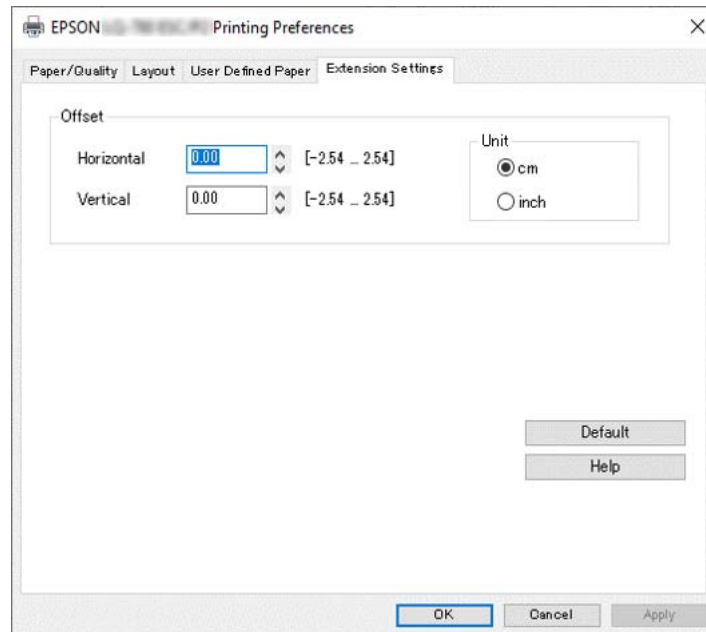 EPSON Printing Preferences
Paper/Quality Layout User Defined Paper Extension Settings
Offset
Horizontal 0.00 [-2.54 ... 2.54]
Vertical 0.00 [-2.54 ... 2.54]
Unit
cm
inch
Default
Help
OK Cancel Apply